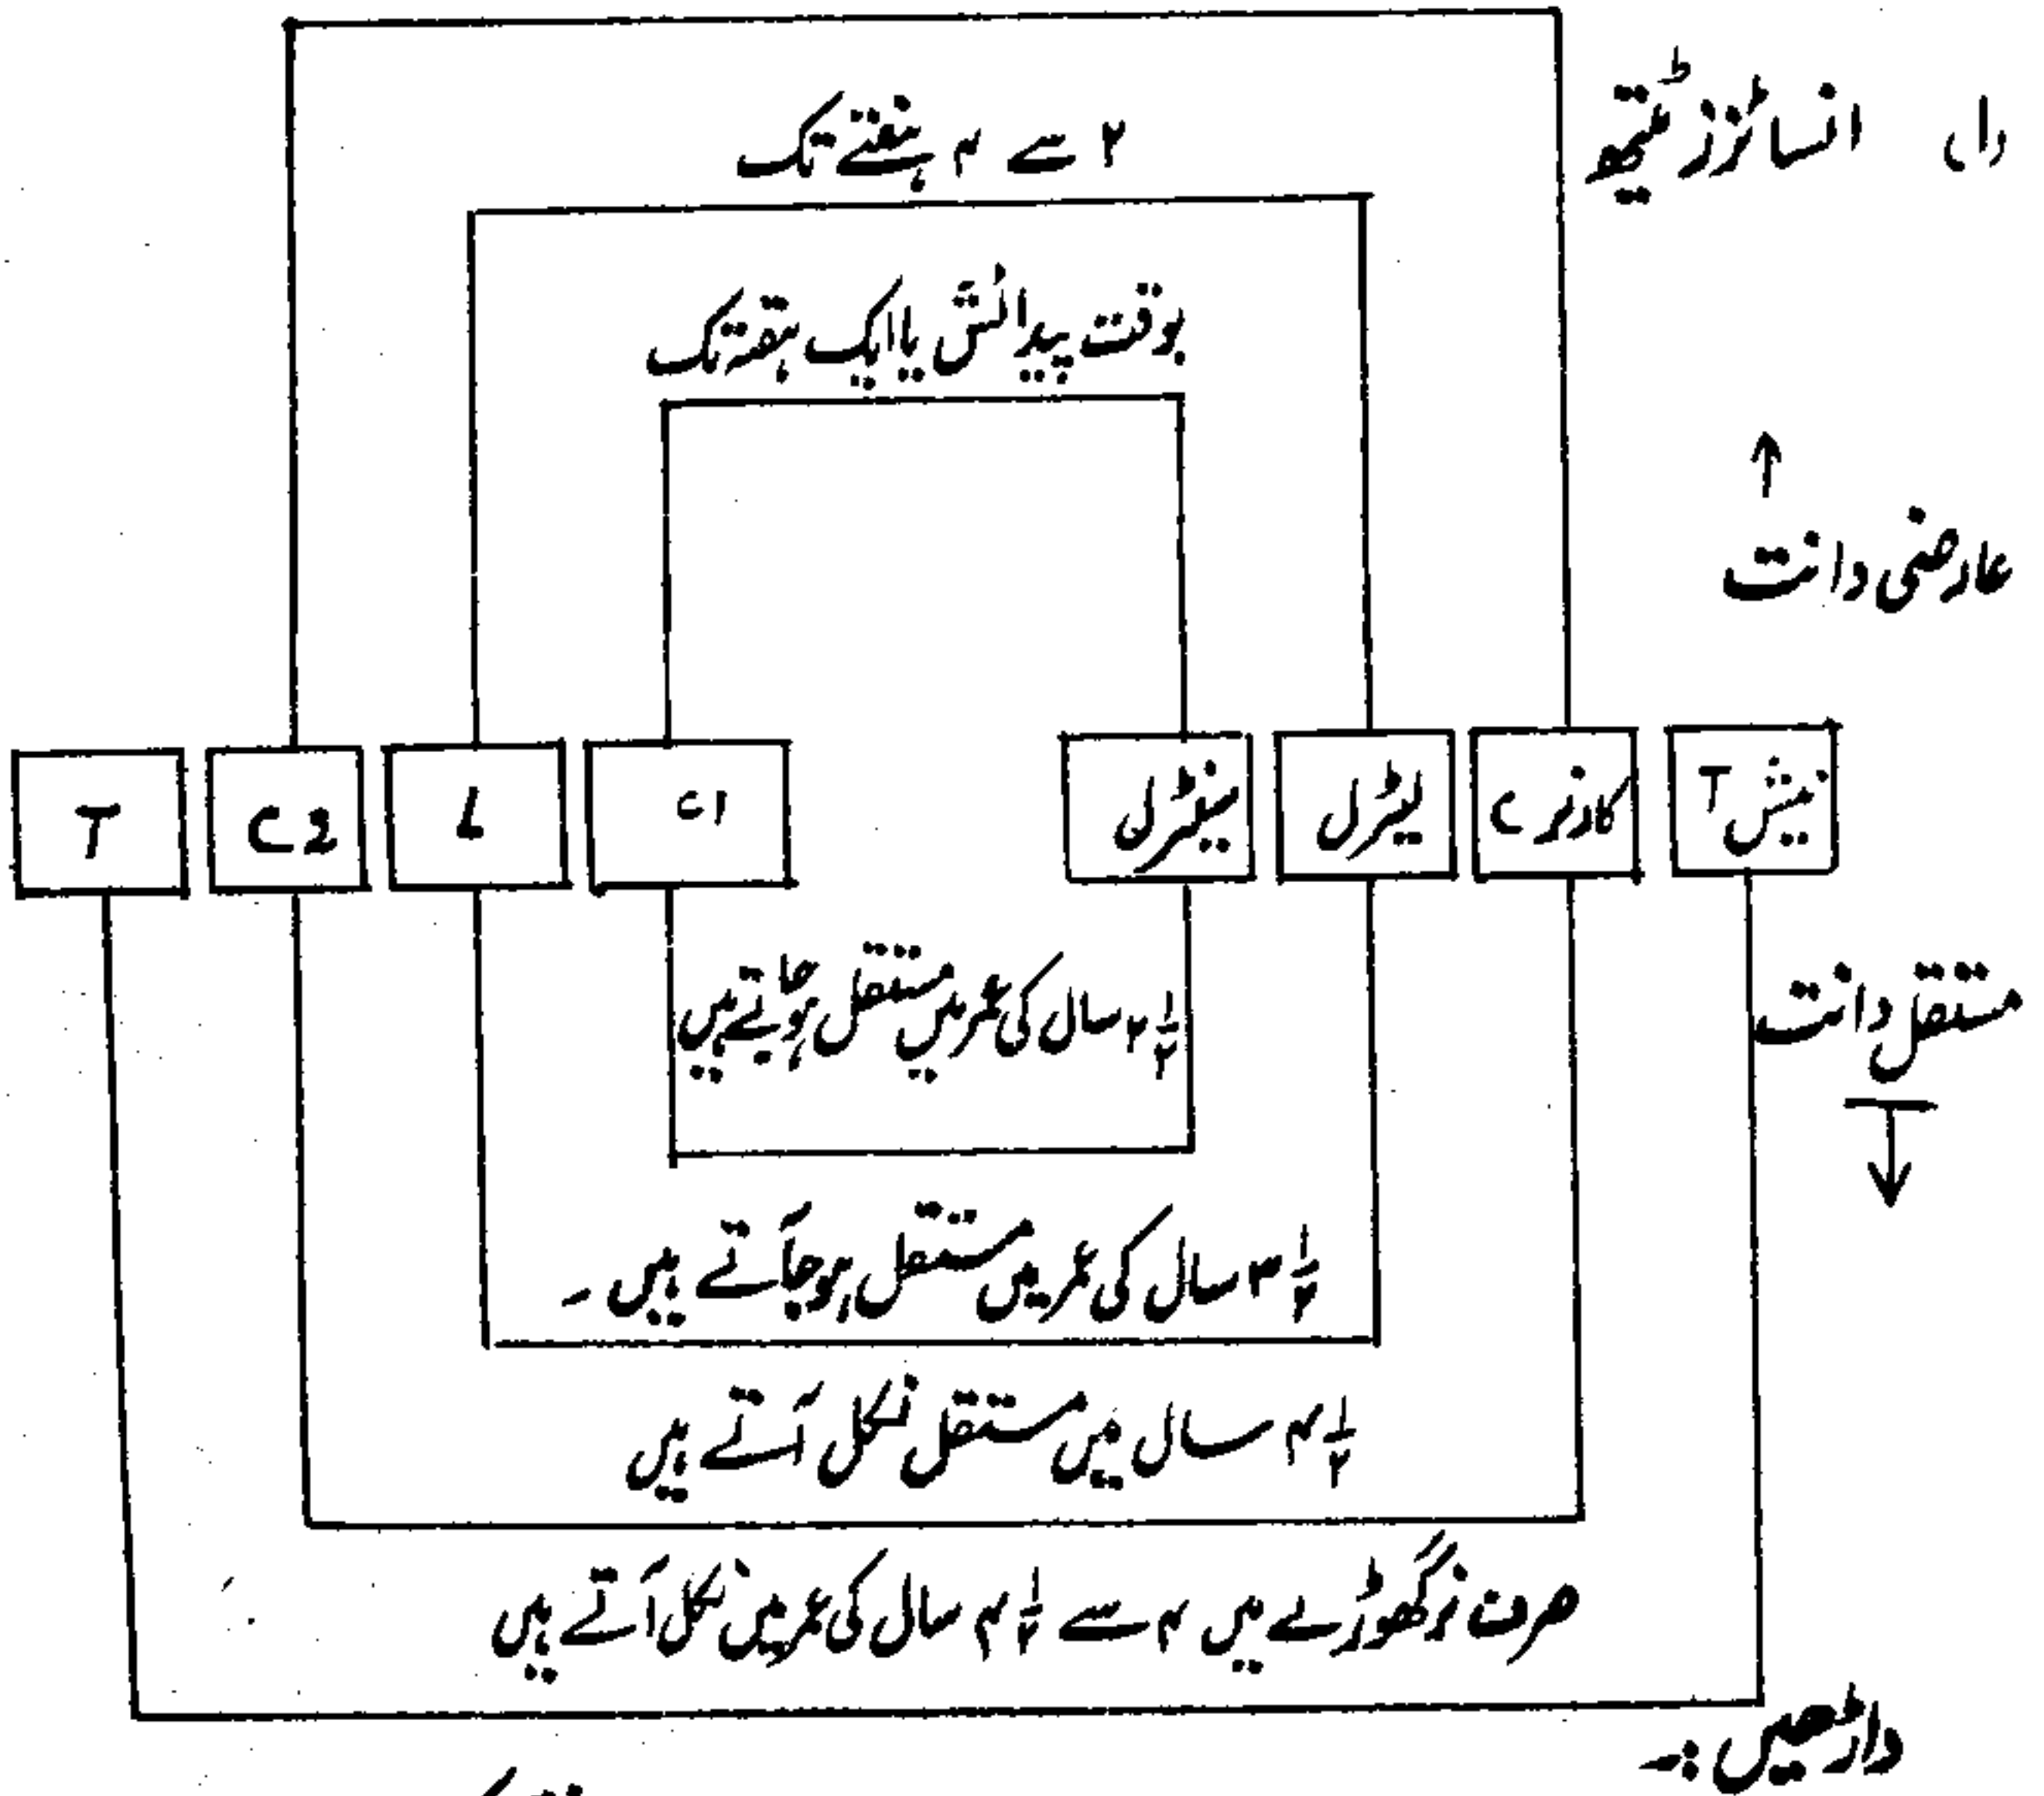 (۱) انسائزرز ٹیتھ
۲ سے ۴ ہفتے تک
بوقت پیدائش یا ایک ہفتہ تک
عارضی دانت
نیش T
کارنر C
لیٹرل
سینٹرل
C1
L
C2
T
مستقل دانت
۲½ سال کی عمر میں مستقل ہو جاتے ہیں
۳½ سال کی عمر میں مستقل ہو جاتے ہیں ۔
۴½ سال میں مستقل نکل آتے ہیں
صرف نر گھوڑے میں ۴ سے ۴½ سال کی عمر میں نکل آتے ہیں
داڑھیں :۔